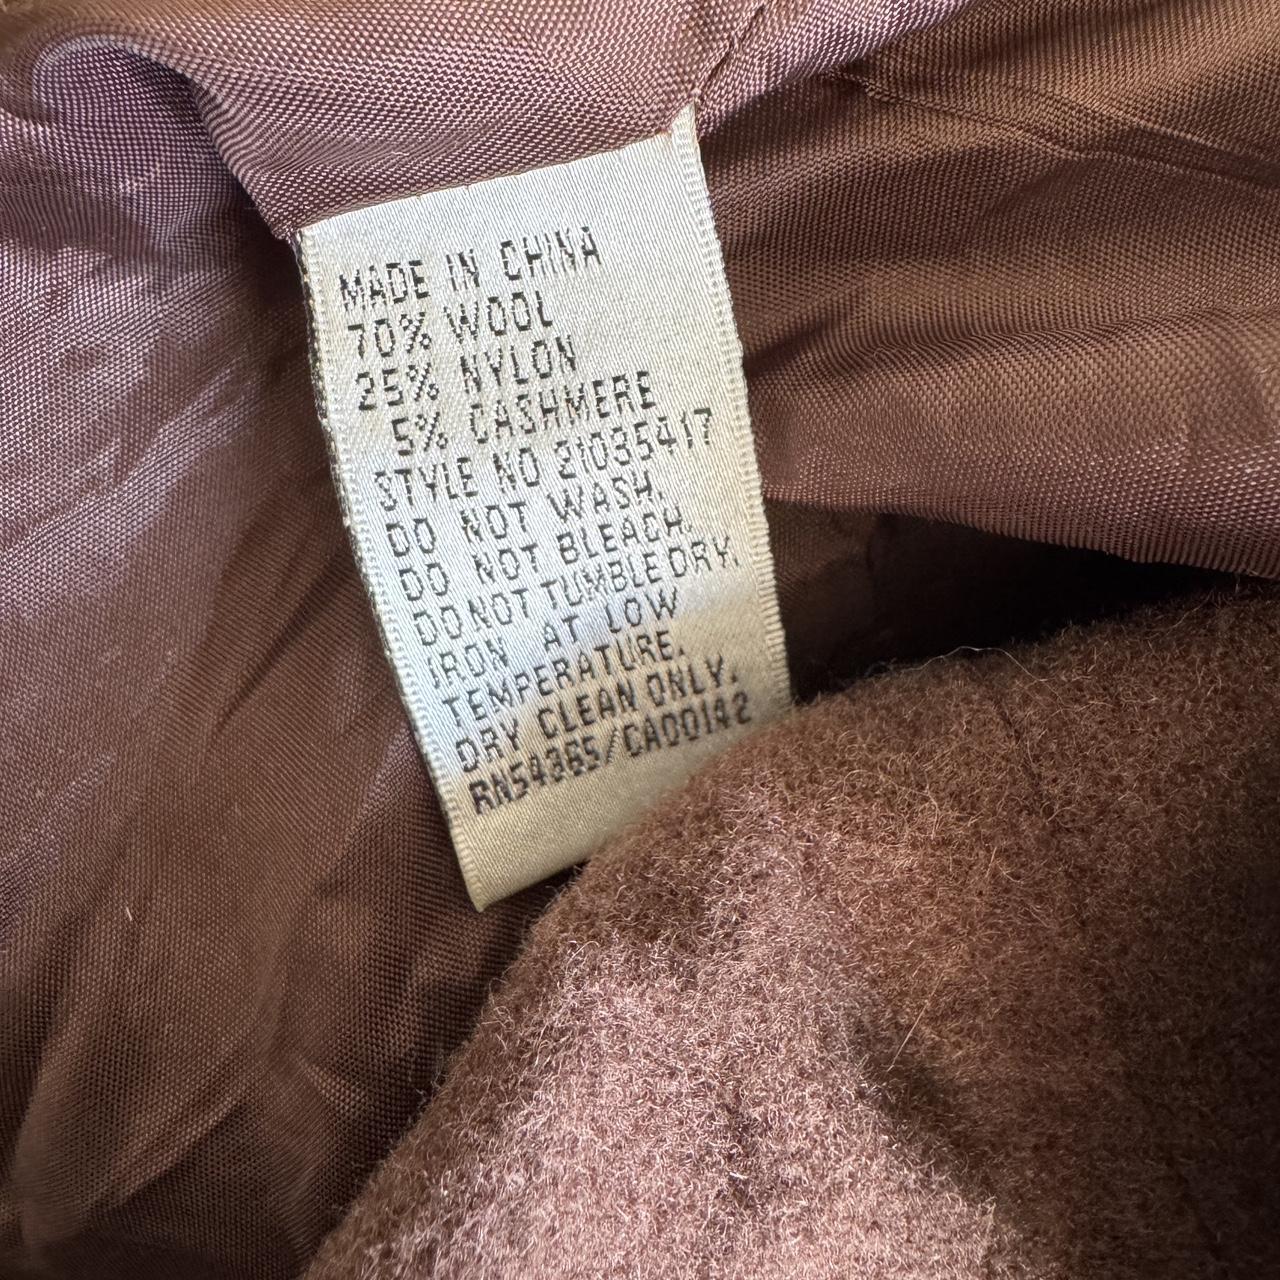 MADE IN CHINA
70% WOOL
25% NYLON
5% CASHMERE
STYLE NO 21035417
DO NOT WASH.
DO NOT BLEACH.
DO NOT TUMBLE DRY.
IRON AT LOW
TEMPERATURE.
DRY CLEAN ONLY.
RN54365/CA00142